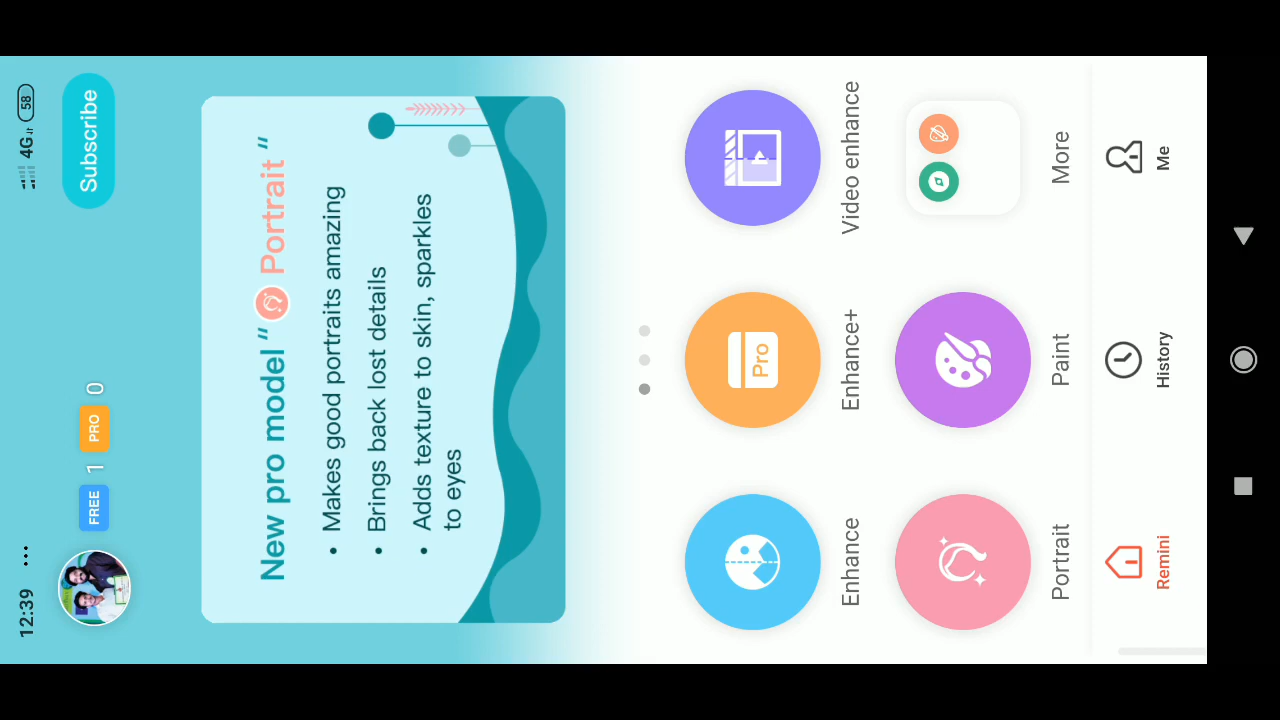 12:39 ... 4G 58
FREE 1 PRO 0 Subscribe
New pro model “ Portrait “
• Makes good portraits amazing
• Brings back lost details
• Adds texture to skin, sparkles
to eyes
Pro
Enhance Enhance+ Video enhance
Portrait Paint More
Remini History Me